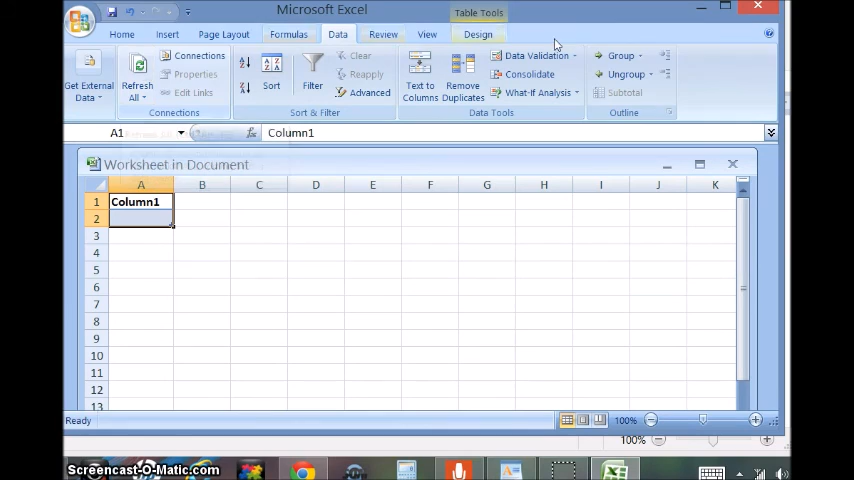 Microsoft Excel
Table Tools
Home Insert Page Layout Formulas Data Review View Design
Get External Data
Refresh All
Connections
Properties
Edit Links
Connections
Sort
Filter
Clear
Reapply
Advanced
Sort & Filter
Text to Columns
Remove Duplicates
Data Validation
Consolidate
What-If Analysis
Data Tools
Group
Ungroup
Subtotal
Outline
A1 fx Column1
Worksheet in Document
A B C D E F G H I J K
1 Column1
2
3
4
5
6
7
8
9
10
11
12
13
Ready 100%
100%
Screencast-O-Matic.com